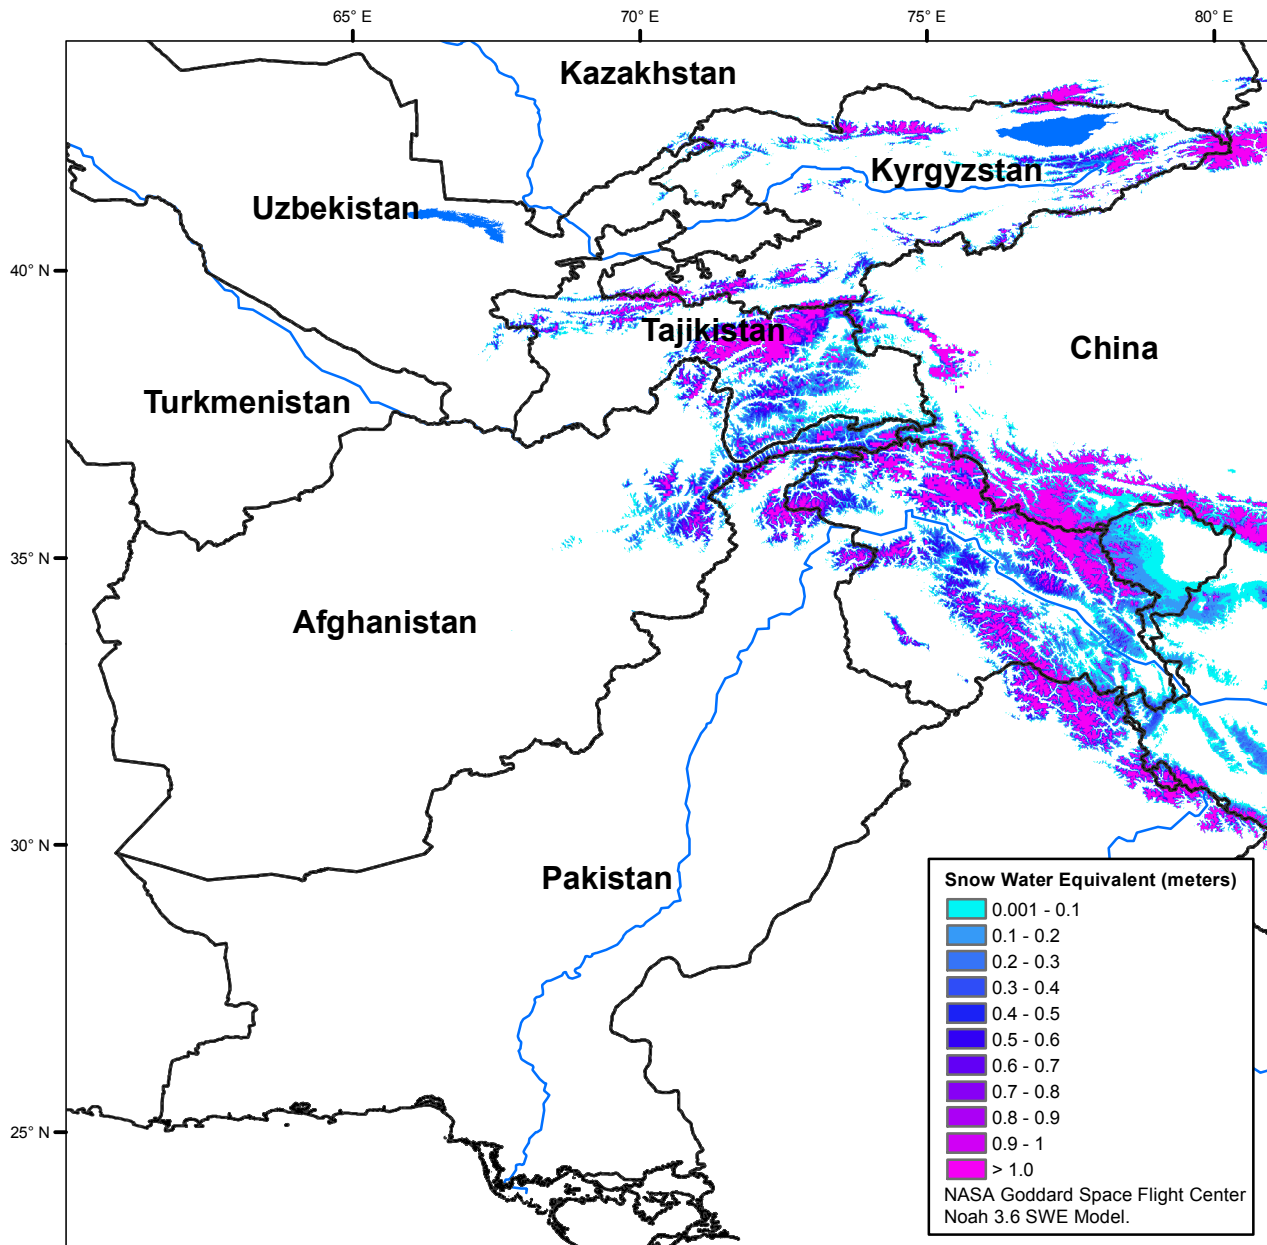 65° E
70° E
75° E
80° E
Kazakhstan
Kyrgyzstan
Uzbekistan
40° N
Tajikistan
China
Turkmenistan
35° N
Afghanistan
30° N
Pakistan
25° N
Snow Water Equivalent (meters)
0.001 - 0.1
0.1 - 0.2
0.2 - 0.3
0.3 - 0.4
0.4 - 0.5
0.5 - 0.6
0.6 - 0.7
0.7 - 0.8
0.8 - 0.9
0.9 - 1
> 1.0
NASA Goddard Space Flight Center
Noah 3.6 SWE Model.